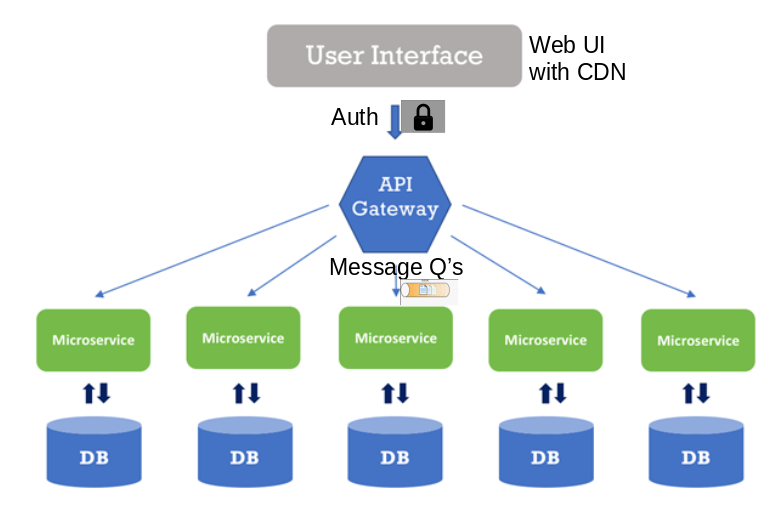 User Interface
Web UI
with CDN
Auth
API
Gateway
Message Q's
Microservice
Microservice
Microservice
Microservice
Microservice
DB
DB
DB
DB
DB